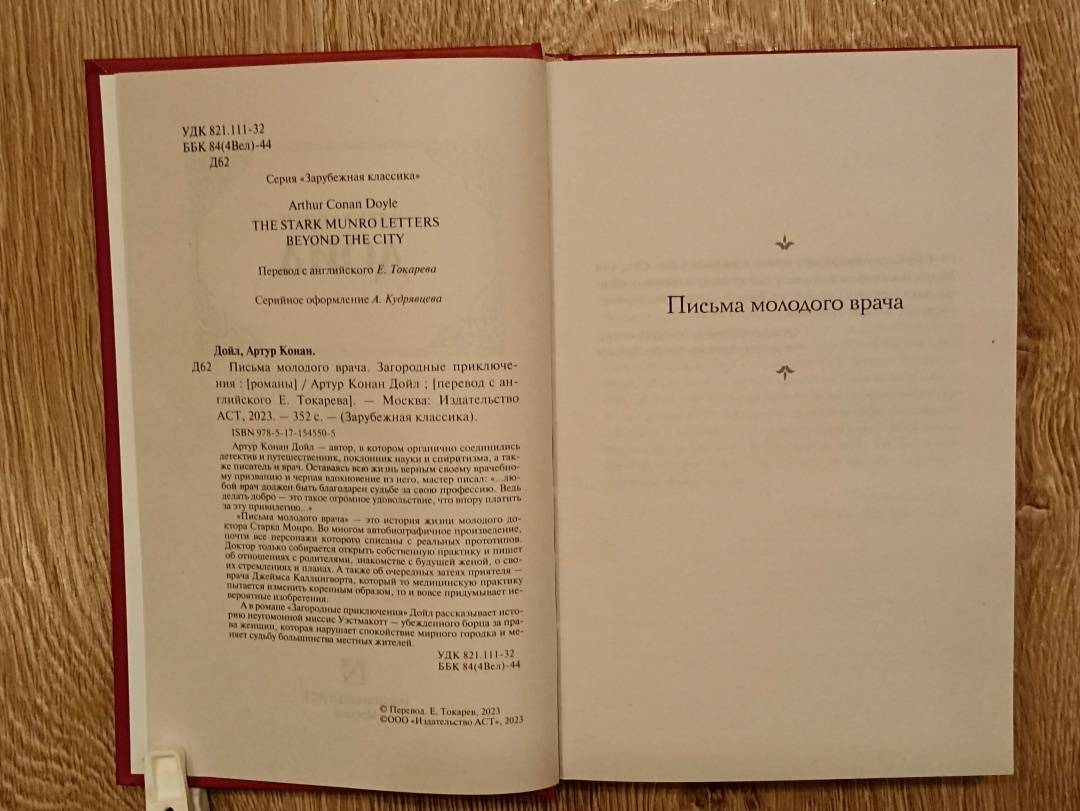 УДК 821.111-32
ББК 84(4Вел)-44
Д62
Серия «Зарубежная классика»
Arthur Conan Doyle
THE STARK MUNRO LETTERS
BEYOND THE CITY
Перевод с английского Е. Токарева
Серийное оформление А. Кудрявцева
Дойл, Артур Конан.
Д62 Письма молодого врача. Загородные приключе-
ния : [романы] / Артур Конан Дойл ; [перевод с ан-
глийского Е. Токарева]. — Москва: Издательство
АСТ, 2023. — 352 с. — (Зарубежная классика).
ISBN 978-5-17-154550-5
Артур Конан Дойл — автор, в котором органично соединились
детектив и путешественник, поклонник науки и спиритизма, а так-
же писатель и врач. Оставаясь всю жизнь верным своему врачебно-
му призванию и черпая вдохновение из него, мастер писал: «...лю-
бой врач должен быть благодарен судьбе за свою профессию. Ведь
делать добро — это такое огромное удовольствие, что впору платить
за эту привилегию...»
«Письма молодого врача» — это история жизни молодого до-
ктора Старка Монро. Во многом автобиографичное произведение,
почти все персонажи которого списаны с реальных прототипов.
Доктор только собирается открыть собственную практику и пишет
об отношениях с родителями, знакомстве с будущей женой, о сво-
их стремлениях и планах. А также об очередных затеях приятеля —
врача Джеймса Каллингворта, который то медицинскую практику
пытается изменить коренным образом, то и вовсе придумывает не-
вероятные изобретения.
А в романе «Загородные приключения» Дойл рассказывает исто-
рию неугомонной миссис Уэстмакотт — убежденного борца за пра-
ва женщин, которая нарушает спокойствие мирного городка и ме-
няет судьбу большинства местных жителей.
УДК 821.111-32
ББК 84(4Вел)-44
© Перевод. Е. Токарев, 2023
©ООО «Издательство АСТ», 2023
Письма молодого врача